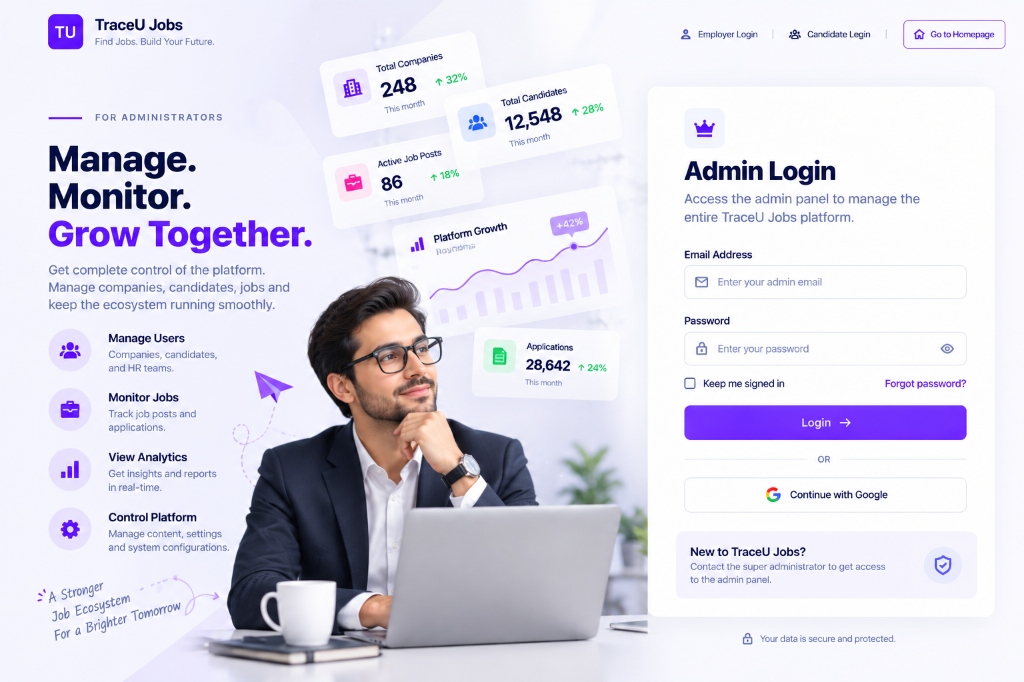 TU
TraceU Jobs
Find Jobs. Build Your Future.
Employer Login
Candidate Login
Go to Homepage
FOR ADMINISTRATORS
Manage.
Monitor.
Grow Together.
Get complete control of the platform.
Manage companies, candidates, jobs and
keep the ecosystem running smoothly.
Manage Users
Companies, candidates,
and HR teams.
Monitor Jobs
Track job posts and
applications.
View Analytics
Get insights and reports
in real-time.
Control Platform
Manage content, settings
and system configurations.
A Stronger
Job Ecosystem
For a Brighter Tomorrow
Total Companies
248 ↑ 32%
This month
Total Candidates
12,548 ↑ 28%
This month
Active Job Posts
86 ↑ 18%
This month
Platform Growth
+42%
Applications
28,642 ↑ 24%
This month
Admin Login
Access the admin panel to manage the
entire TraceU Jobs platform.
Email Address
Enter your admin email
Password
Enter your password
Keep me signed in
Forgot password?
Login →
OR
Continue with Google
New to TraceU Jobs?
Contact the super administrator to get access
to the admin panel.
Your data is secure and protected.